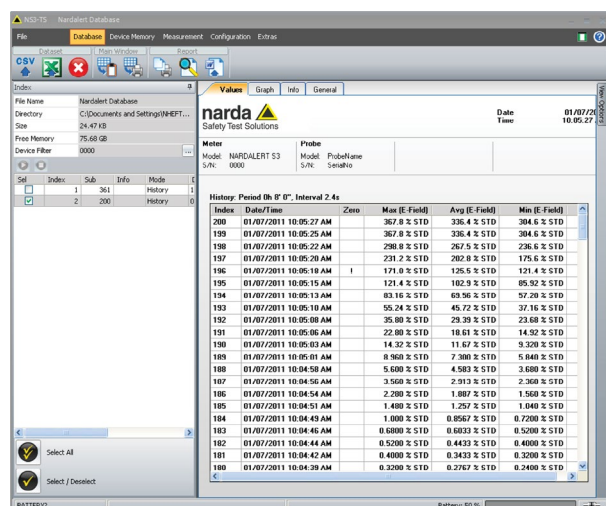 NS3-TS Nardalert Database
File Database Device Memory Measurement Configuration Extras
Dataset Main Window Report
CSV
Index
File Name Nardalert Database
Directory C:\Documents and Settings\NHEFT...
Size 24.47 KB
Free Memory 75.68 GB
Device Filter 0000 ...
Sel Index Sub Info Mode D
1 361 History 1
2 200 History 0
Select All
Select / Deselect
BATTERY2
Values Graph Info General
View Options
narda
Safety Test Solutions
Date 01/07/20
Time 10.05.27
Meter Probe
Model: NARDALERT S3 Model: ProbeName
S/N: 0000 S/N: SerialNo
History: Period 0h 8' 0'', Interval 2.4s
Index Date/Time Zero Max (E-Field) Avg (E-Field) Min (E-Field)
200 01/07/2011 10:05:27 AM 367.8 % STD 336.4 % STD 304.6 % STD
199 01/07/2011 10:05:25 AM 367.8 % STD 336.4 % STD 304.6 % STD
198 01/07/2011 10:05:22 AM 298.8 % STD 267.5 % STD 236.6 % STD
197 01/07/2011 10:05:20 AM 231.2 % STD 202.8 % STD 175.6 % STD
196 01/07/2011 10:05:18 AM ! 171.0 % STD 125.5 % STD 121.4 % STD
195 01/07/2011 10:05:15 AM 121.4 % STD 102.9 % STD 85.92 % STD
194 01/07/2011 10:05:13 AM 83.16 % STD 69.56 % STD 57.20 % STD
193 01/07/2011 10:05:10 AM 55.24 % STD 45.72 % STD 37.16 % STD
192 01/07/2011 10:05:08 AM 35.80 % STD 29.39 % STD 23.68 % STD
191 01/07/2011 10:05:06 AM 22.80 % STD 18.61 % STD 14.92 % STD
190 01/07/2011 10:05:03 AM 14.32 % STD 11.67 % STD 9.320 % STD
189 01/07/2011 10:05:01 AM 8.960 % STD 7.300 % STD 5.840 % STD
188 01/07/2011 10:04:58 AM 5.600 % STD 4.583 % STD 3.680 % STD
187 01/07/2011 10:04:56 AM 3.560 % STD 2.913 % STD 2.360 % STD
186 01/07/2011 10:04:54 AM 2.280 % STD 1.887 % STD 1.560 % STD
185 01/07/2011 10:04:51 AM 1.480 % STD 1.257 % STD 1.040 % STD
184 01/07/2011 10:04:49 AM 1.000 % STD 0.8567 % STD 0.7200 % STD
183 01/07/2011 10:04:46 AM 0.6800 % STD 0.6033 % STD 0.5200 % STD
182 01/07/2011 10:04:44 AM 0.5200 % STD 0.4433 % STD 0.4000 % STD
181 01/07/2011 10:04:42 AM 0.4000 % STD 0.3433 % STD 0.3200 % STD
180 01/07/2011 10:04:39 AM 0.3200 % STD 0.2767 % STD 0.2400 % STD
Battery: 50 %